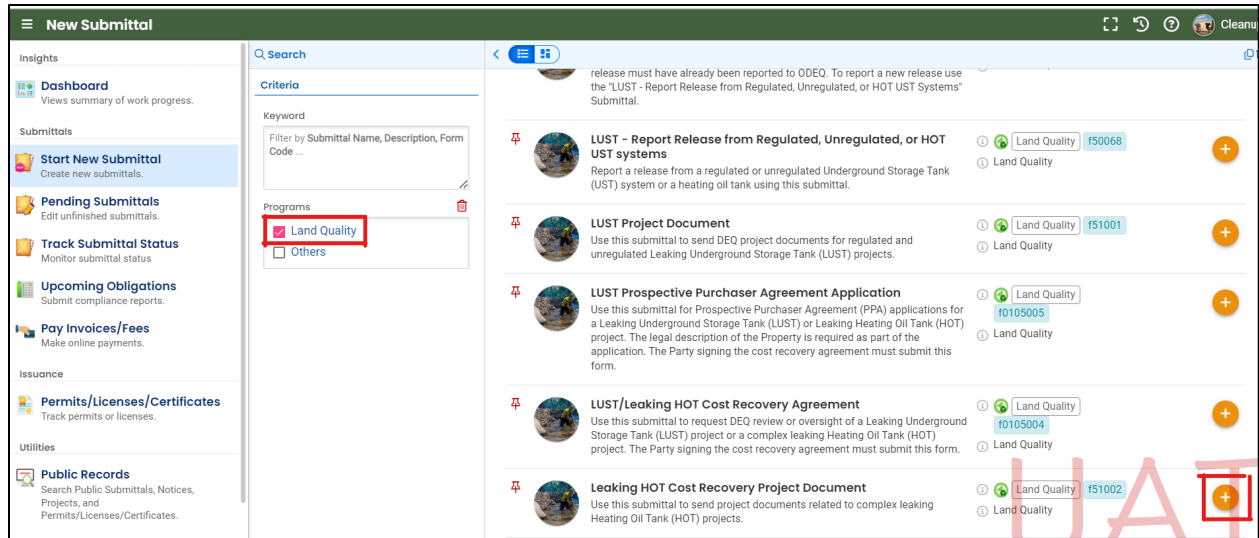 New Submittal
Cleanu
Insights
Dashboard
Views summary of work progress.
Submittals
Start New Submittal
Create new submittals.
Pending Submittals
Edit unfinished submittals.
Track Submittal Status
Monitor submittal status
Upcoming Obligations
Submit compliance reports.
Pay Invoices/Fees
Make online payments.
Issuance
Permits/Licenses/Certificates
Track permits or licenses.
Utilities
Public Records
Search Public Submittals, Notices,
Projects, and
Permits/Licenses/Certificates.
Search
Criteria
Keyword
Filter by Submittal Name, Description, Form
Code ...
Programs
Land Quality
Others
release must have already been reported to ODEQ. To report a new release use
the "LUST - Report Release from Regulated, Unregulated, or HOT UST Systems"
Submittal.
LUST - Report Release from Regulated, Unregulated, or HOT
UST systems
Report a release from a regulated or unregulated Underground Storage Tank
(UST) system or a heating oil tank using this submittal.
Land Quality f50068
Land Quality
LUST Project Document
Use this submittal to send DEQ project documents for regulated and
unregulated Leaking Underground Storage Tank (LUST) projects.
Land Quality f51001
Land Quality
LUST Prospective Purchaser Agreement Application
Use this submittal for Prospective Purchaser Agreement (PPA) applications for
a Leaking Underground Storage Tank (LUST) or Leaking Heating Oil Tank (HOT)
project. The legal description of the Property is required as part of the
application. The Party signing the cost recovery agreement must submit this
form.
Land Quality
f0105005
Land Quality
LUST/Leaking HOT Cost Recovery Agreement
Use this submittal to request DEQ review or oversight of a Leaking Underground
Storage Tank (LUST) project or a complex leaking Heating Oil Tank (HOT)
project. The Party signing the cost recovery agreement must submit this form.
Land Quality
f0105004
Land Quality
Leaking HOT Cost Recovery Project Document
Use this submittal to send project documents related to complex leaking
Heating Oil Tank (HOT) projects.
Land Quality f51002
Land Quality
UAT